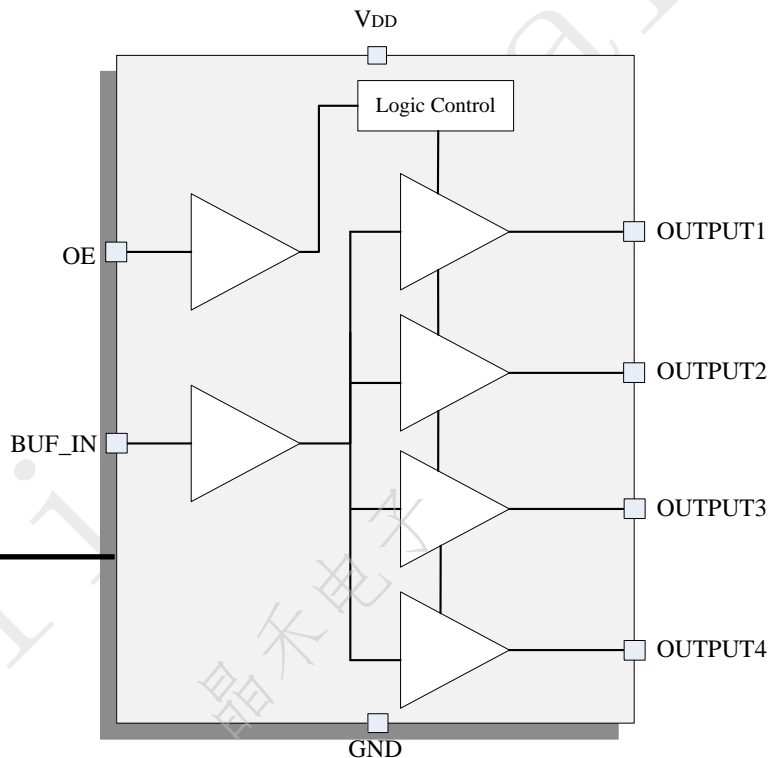 VDD
Logic Control
OE
OUTPUT1
OUTPUT2
BUF_IN
OUTPUT3
OUTPUT4
GND
晶禾电子